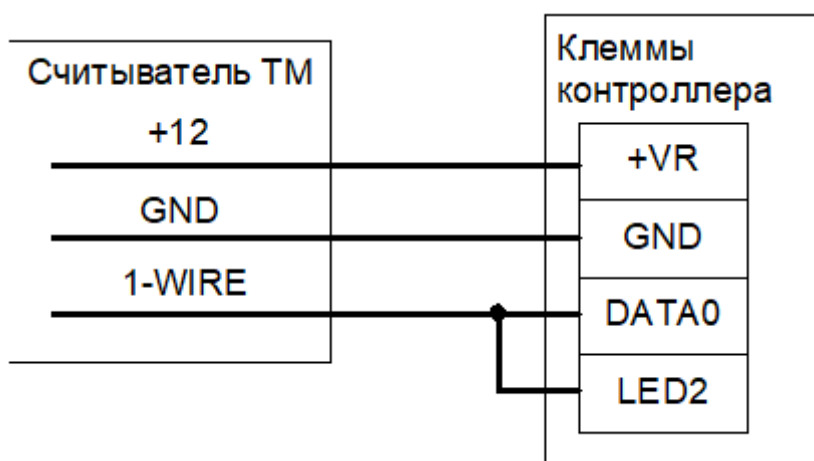 Считыватель ТМ
+12
GND
1-WIRE
Клеммы
контроллера
+VR
GND
DATA0
LED2